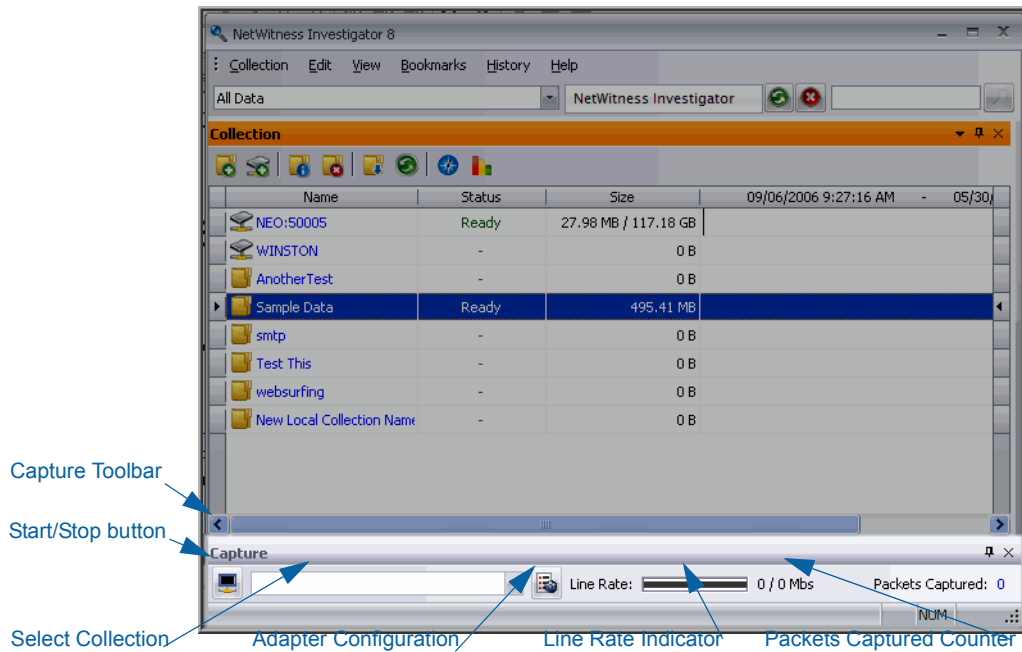 NetWitness Investigator 8
Collection Edit View Bookmarks History Help
All Data NetWitness Investigator
Collection
Name Status Size 09/06/2006 9:27:16 AM - 05/30/
NEO:50005 Ready 27.98 MB / 117.18 GB
WINSTON - 0 B
AnotherTest - 0 B
Sample Data Ready 495.41 MB
smtp - 0 B
Test This - 0 B
websurfing - 0 B
New Local Collection Name - 0 B
Capture Toolbar
Start/Stop button
Capture
Line Rate: 0 / 0 Mbs Packets Captured: 0
NUM
Select Collection Adapter Configuration Line Rate Indicator Packets Captured Counter